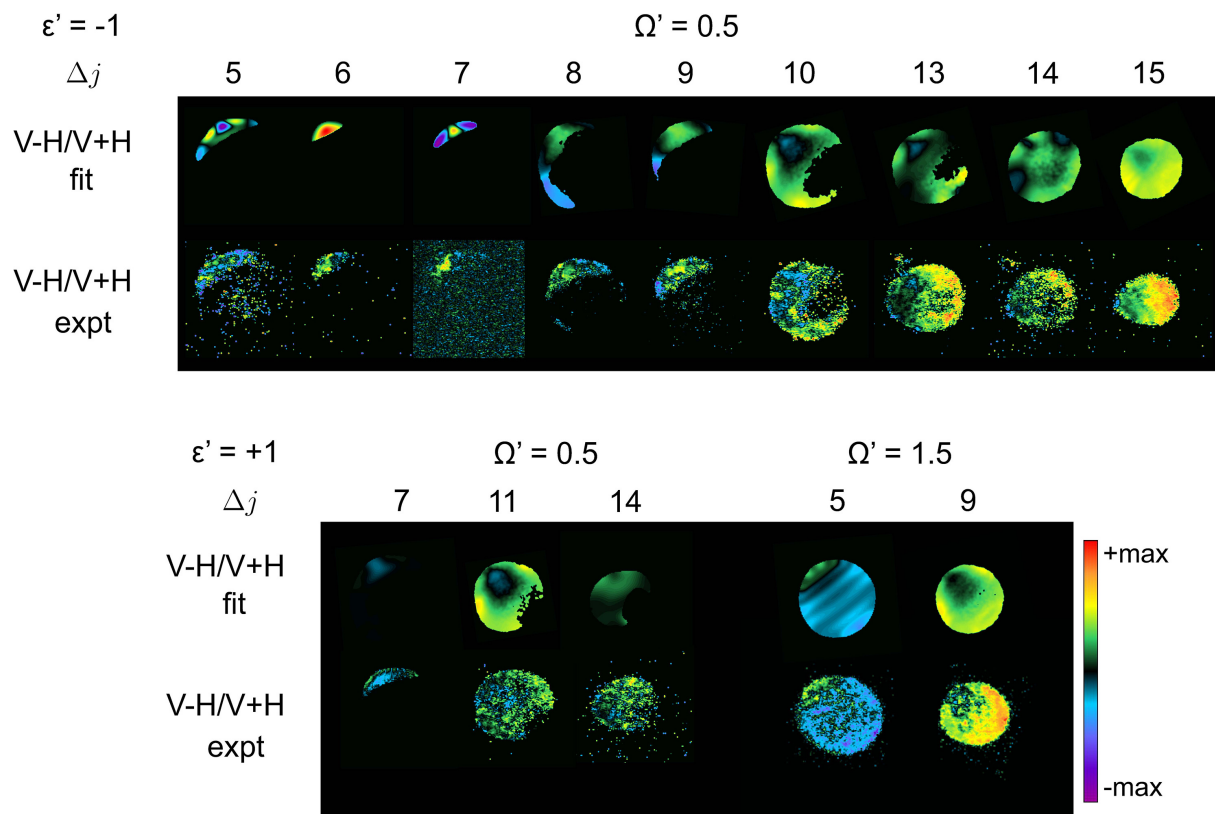 ε’ = -1 Ω’ = 0.5
Δj 5 6 7 8 9 10 13 14 15
V-H/V+H
fit
V-H/V+H
expt
ε’ = +1 Ω’ = 0.5 Ω’ = 1.5
Δj 7 11 14 5 9
V-H/V+H
fit
+max
V-H/V+H
expt
-max